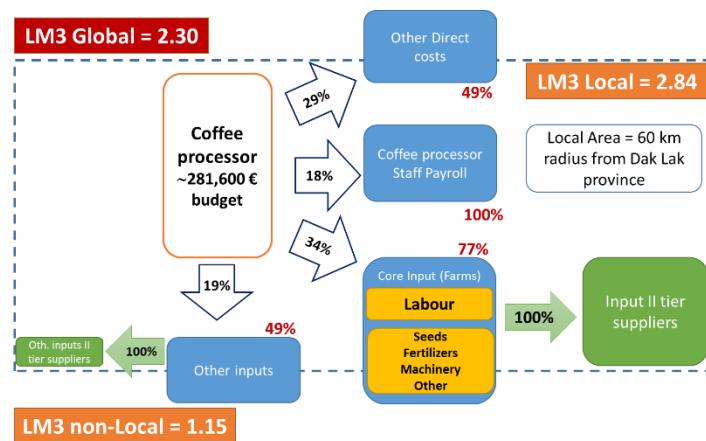 LM3 Global = 2.30
Other Direct
costs
49%
LM3 Local = 2.84
29%
Coffee
processor
~281,600 €
budget
18%
Coffee processor
Staff Payroll
100%
Local Area = 60 km
radius from Dak Lak
province
34%
77%
Core Input (Farms)
Labour
Seeds
Fertilizers
Machinery
Other
100%
Input II tier
suppliers
19%
49%
Other inputs
100%
Oth. inputs II
tier suppliers
LM3 non-Local = 1.15